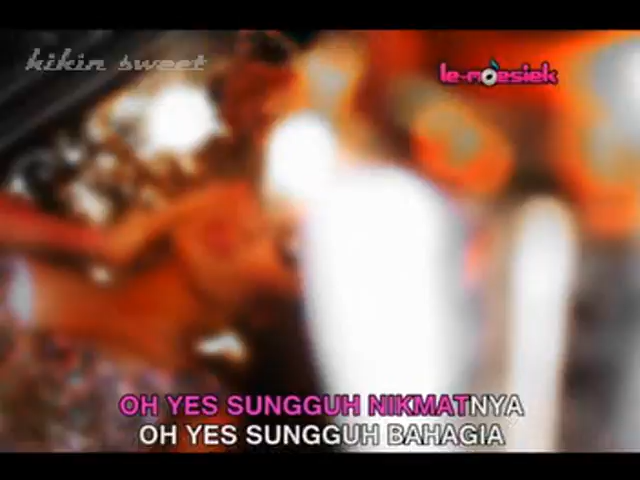 kikin sweet
le-moesiek
OH YES SUNGGUH NIKMATNYA
OH YES SUNGGUH BAHAGIA